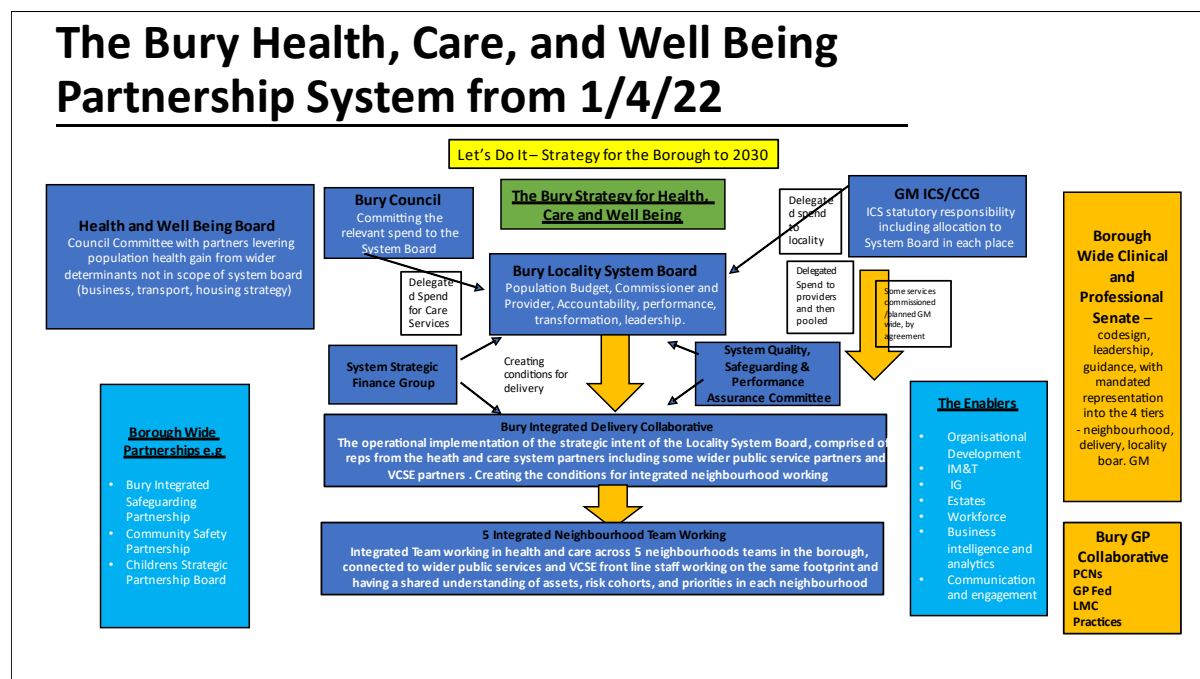 The Bury Health, Care, and Well Being
Partnership System from 1/4/22
Let's Do It – Strategy for the Borough to 2030
Health and Well Being Board
Council Committee with partners levering
population health gain from wider
determinants not in scope of system board
(business, transport, housing strategy)
Bury Council
Committing the
relevant spend to the
System Board
The Bury Strategy for Health,
Care and Well Being
Delegate
d spend
to
locality
GM ICS/CCG
ICS statutory responsibility
including allocation to
System Board in each place
Borough
Wide Clinical
and
Professional
Senate –
codesign,
leadership,
guidance, with
mandated
representation
into the 4 tiers
- neighbourhood,
delivery, locality
boar. GM
Delegate
d Spend
for Care
Services
Bury Locality System Board
Population Budget, Commissioner and
Provider, Accountability, performance,
transformation, leadership.
Delegated
Spend to
providers
and then
pooled
Some services
commissioned
/planned GM
wide, by
agreement
System Strategic
Finance Group
Creating
conditions for
delivery
System Quality,
Safeguarding &
Performance
Assurance Committee
Borough Wide
Partnerships e.g
• Bury Integrated
Safeguarding
Partnership
• Community Safety
Partnership
• Childrens Strategic
Partnership Board
Bury Integrated Delivery Collaborative
The operational implementation of the strategic intent of the Locality System Board, comprised of
reps from the heath and care system partners including some wider public service partners and
VCSE partners . Creating the conditions for integrated neighbourhood working
5 Integrated Neighbourhood Team Working
Integrated Team working in health and care across 5 neighbourhoods teams in the borough,
connected to wider public services and VCSE front line staff working on the same footprint and
having a shared understanding of assets, risk cohorts, and priorities in each neighbourhood
The Enablers
• Organisational
Development
• IM&T
• IG
• Estates
• Workforce
• Business
intelligence and
analytics
• Communication
and engagement
Bury GP
Collaborative
PCNs
GP Fed
LMC
Practices